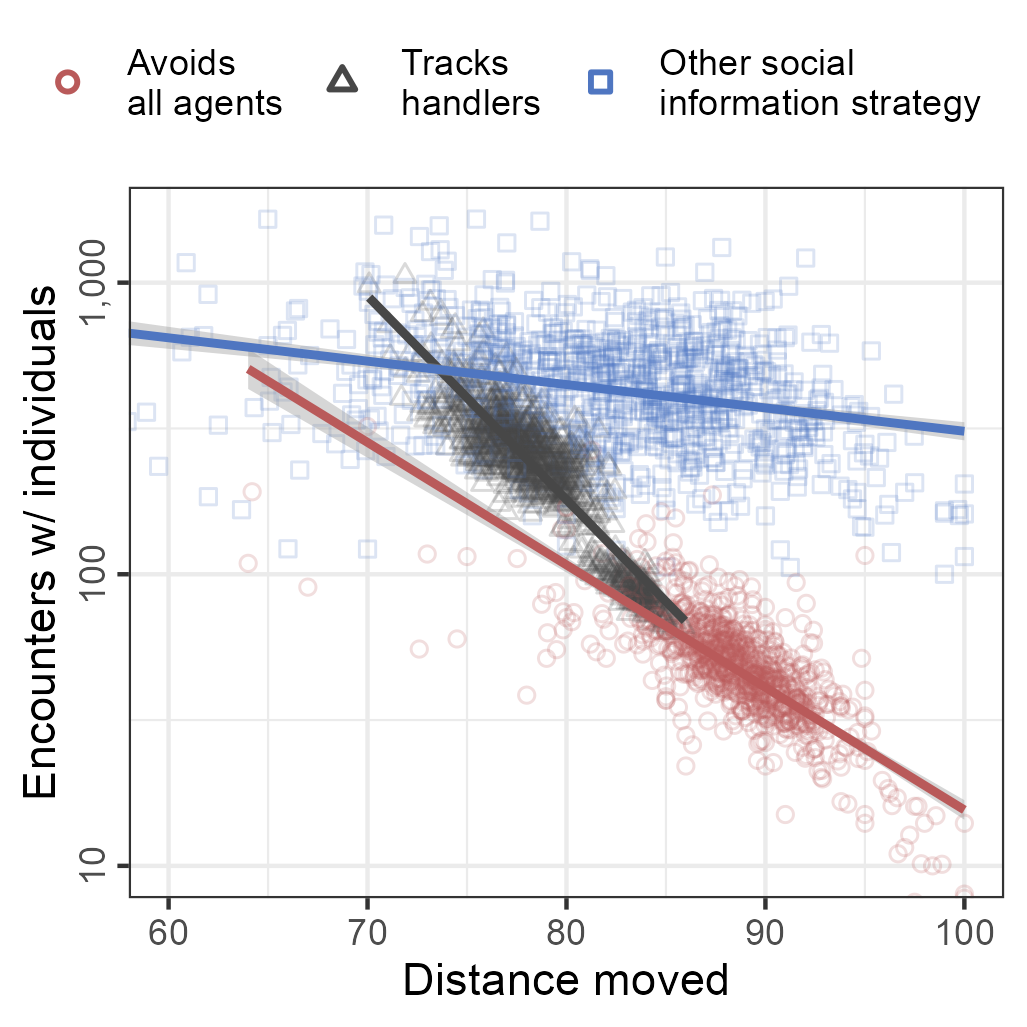 Avoids
all agents
Tracks
handlers
Other social
information strategy
Encounters w/ individuals
1,000
100
10
60 70 80 90 100
Distance moved